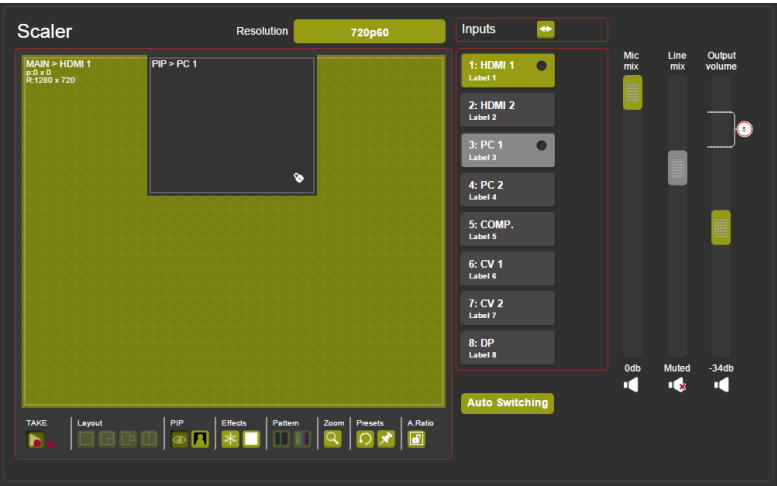 Scaler
Resolution
720p60
Inputs
MAIN > HDMI 1
p:0 x 0
R:1280 x 720
PIP > PC 1
1: HDMI 1
Label 1
2: HDMI 2
Label 2
3: PC 1
Label 3
4: PC 2
Label 4
5: COMP.
Label 5
6: CV 1
Label 6
7: CV 2
Label 7
8: DP
Label 8
Auto Switching
Mic
mix
Line
mix
Output
volume
5
0db
Muted
-34db
TAKE
Layout
PIP
Effects
Pattern
Zoom
Presets
A.Ratio